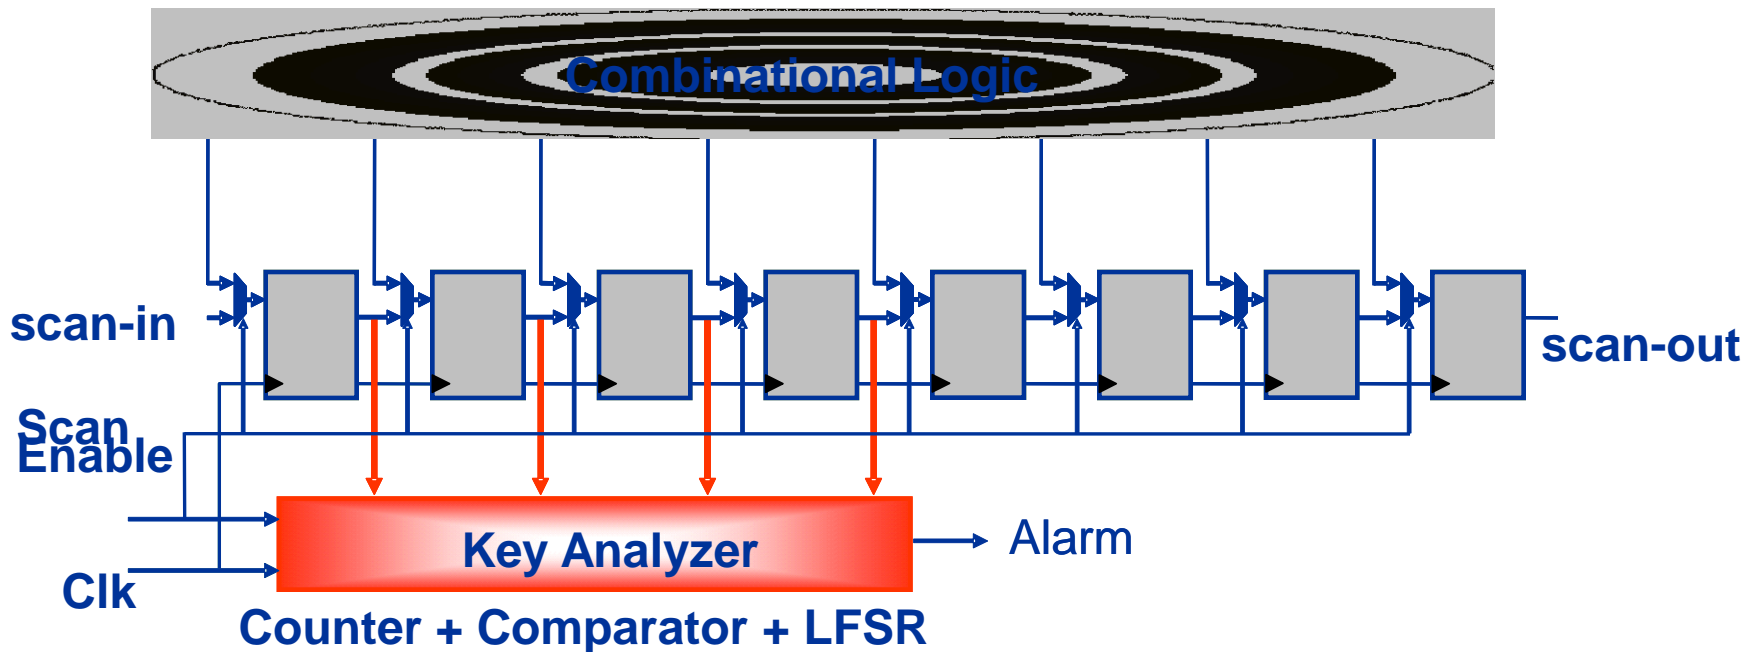 Combinational Logic
scan-in
scan-out
Scan
Enable
Key Analyzer
Alarm
Clk
Counter + Comparator + LFSR